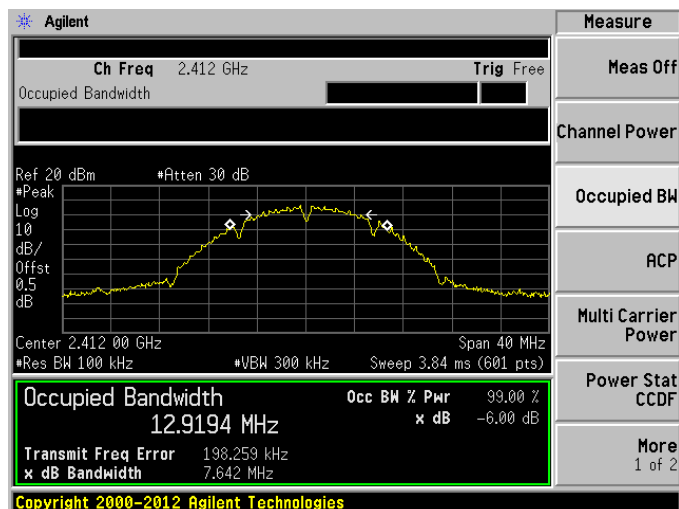 Agilent
Measure
Ch Freq 2.412 GHz Trig Free
Occupied Bandwidth
Meas Off
Channel Power
Occupied BW
ACP
Multi Carrier
Power
Power Stat
CCDF
More
1 of 2
Ref 20 dBm #Atten 30 dB
#Peak
Log
10
dB/
Offst
0.5
dB
Center 2.412 00 GHz Span 40 MHz
#Res BW 100 kHz #VBW 300 kHz Sweep 3.84 ms (601 pts)
Occupied Bandwidth Occ BW % Pwr 99.00 %
12.9194 MHz x dB -6.00 dB
Transmit Freq Error 198.259 kHz
x dB Bandwidth 7.642 MHz
Copyright 2000-2012 Agilent Technologies